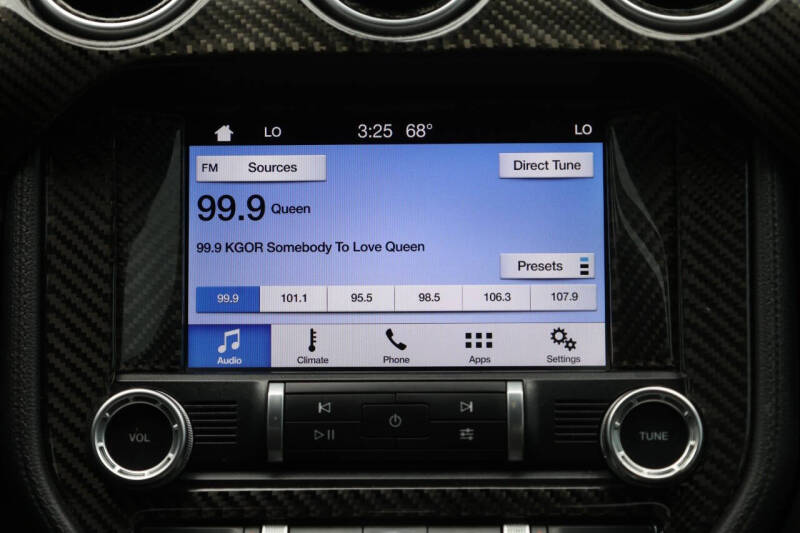 LO 3:25 68° LO
FM Sources Direct Tune
99.9 Queen
99.9 KGOR Somebody To Love Queen
Presets
99.9 101.1 95.5 98.5 106.3 107.9
Audio Climate Phone Apps Settings
VOL TUNE